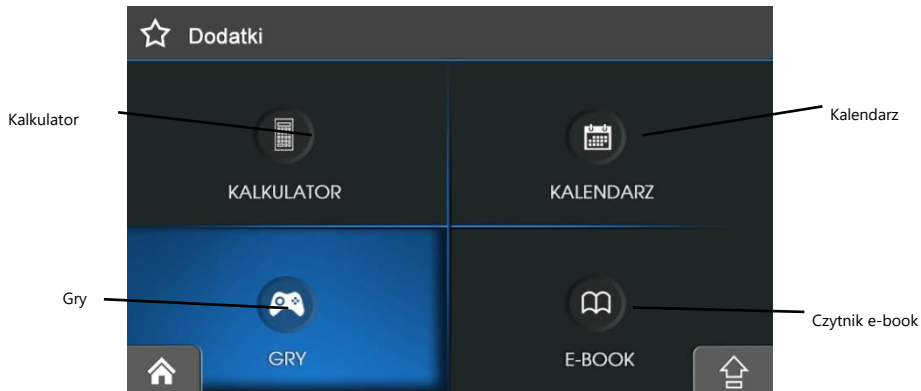 Dodatki
Kalkulator
Kalendarz
KALKULATOR
KALENDARZ
Gry
Czytnik e-book
GRY
E-BOOK